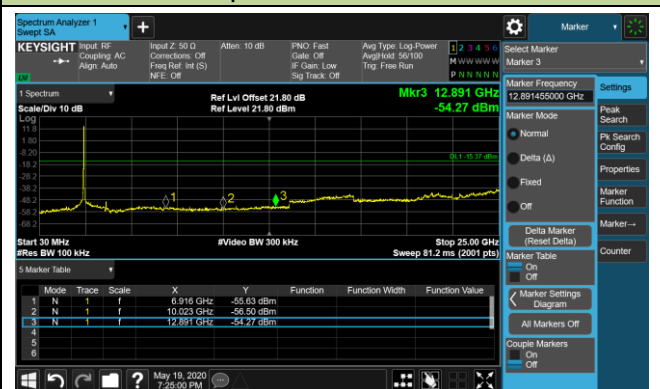 Spectrum Analyzer 1
Swept SA
Marker
KEYSIGHT
Input: RF
Coupling: AC
Align: Auto
Input Z: 50 Ω
Corrections: Off
Freq Ref: Int (S)
NFE: Off
Atten: 10 dB
PNO: Fast
Gate: Off
IF Gain: Low
Sig Track: Off
Avg Type: Log-Power
Avg|Hold: 56/100
Trig: Free Run
1 2 3 4 5 6
M W W W W W
P N N N N N
LV
1 Spectrum
Scale/Div 10 dB
Log
Ref Lvl Offset 21.80 dB
Ref Level 21.80 dBm
Mkr3 12.891 GHz
-54.27 dBm
11.8
1.80
-8.20
-18.2
-28.2
-38.2
-48.2
-58.2
-68.2
DL1 -15.37 dBm
1
2
3
Start 30 MHz
#Res BW 100 kHz
#Video BW 300 kHz
Stop 25.00 GHz
Sweep 81.2 ms (2001 pts)
5 Marker Table
Mode Trace Scale X Y Function Function Width Function Value
1 N 1 f 6.916 GHz -55.63 dBm
2 N 1 f 10.023 GHz -56.50 dBm
3 N 1 f 12.891 GHz -54.27 dBm
4
5
6
May 19, 2020
7:25:00 PM
Select Marker
Marker 3
Marker Frequency
12.891455000 GHz
Marker Mode
Normal
Delta (Δ)
Fixed
Off
Delta Marker
(Reset Delta)
Marker Table
On
Off
Marker Settings
Diagram
All Markers Off
Couple Markers
On
Off
Settings
Peak
Search
Pk Search
Config
Properties
Marker
Function
Marker→
Counter